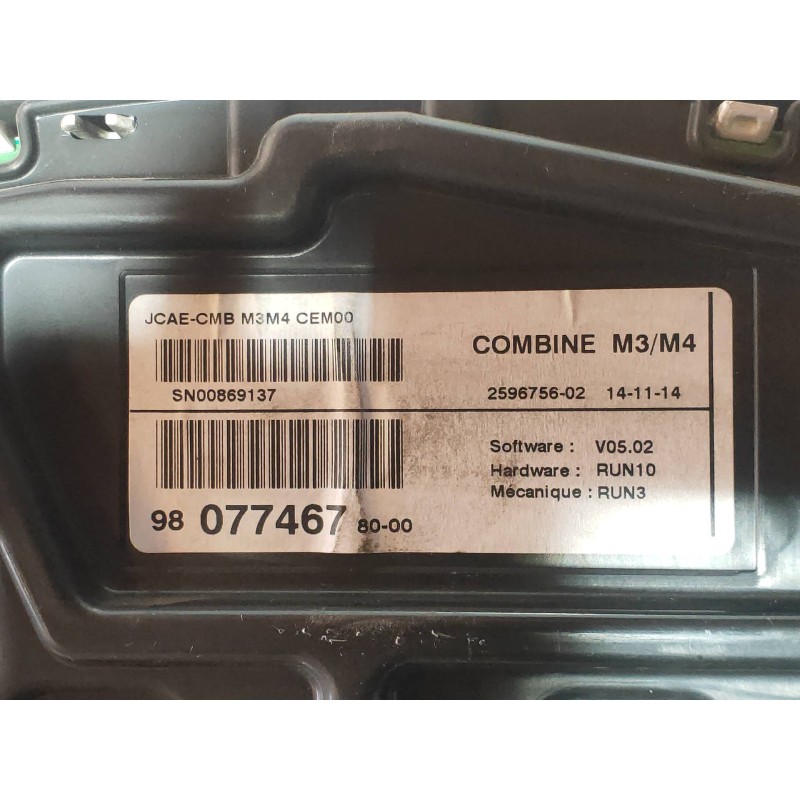 JCAE-CMB M3M4 CEM00
COMBINE M3/M4
SN00869137
2596756-02 14-11-14
Software : V05.02
Hardware : RUN10
Mécanique : RUN3
98 077467 80-00